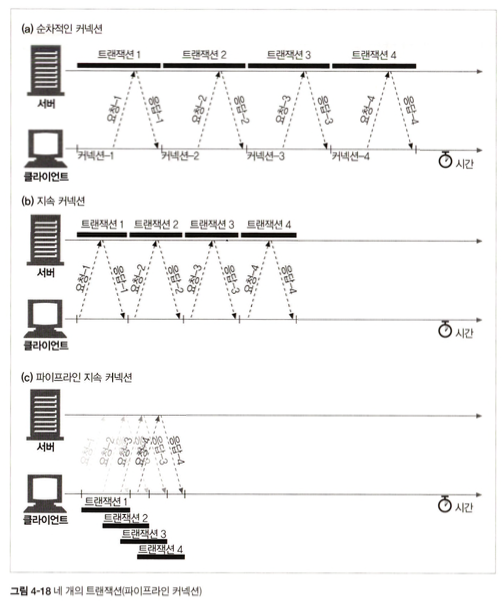 (a) 순차적인 커넥션
트랜잭션 1 트랜잭션 2 트랜잭션 3 트랜잭션 4
서버
요청-1 응답-1 요청-2 응답-2 요청-3 응답-3 요청-4 응답-4
커넥션-1 커넥션-2 커넥션-3 커넥션-4
시간
클라이언트
(b) 지속 커넥션
트랜잭션 1 트랜잭션 2 트랜잭션 3 트랜잭션 4
서버
요청-1 응답-1 요청-2 응답-2 요청-3 응답-3 요청-4 응답-4
시간
클라이언트
(c) 파이프라인 지속 커넥션
서버
요청-1 요청-2 요청-3 요청-4 응답-3 응답-4
시간
클라이언트
트랜잭션 1
트랜잭션 2
트랜잭션 3
트랜잭션 4
그림 4-18 네 개의 트랜잭션(파이프라인 커넥션)